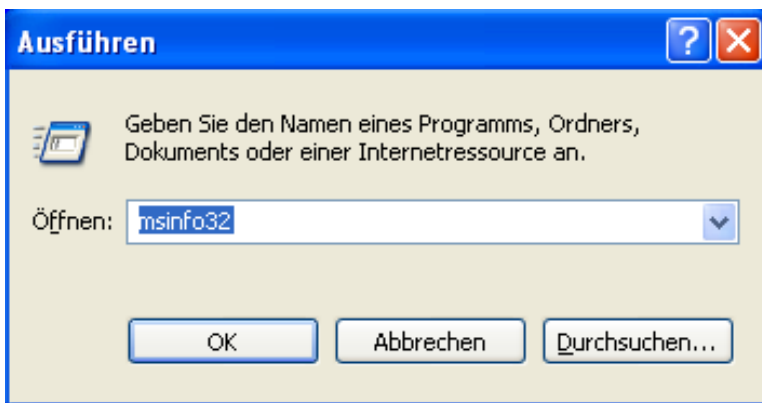 Ausführen
Geben Sie den Namen eines Programms, Ordners,
Dokuments oder einer Internetressource an.
Öffnen: msinfo32
OK Abbrechen Durchsuchen...